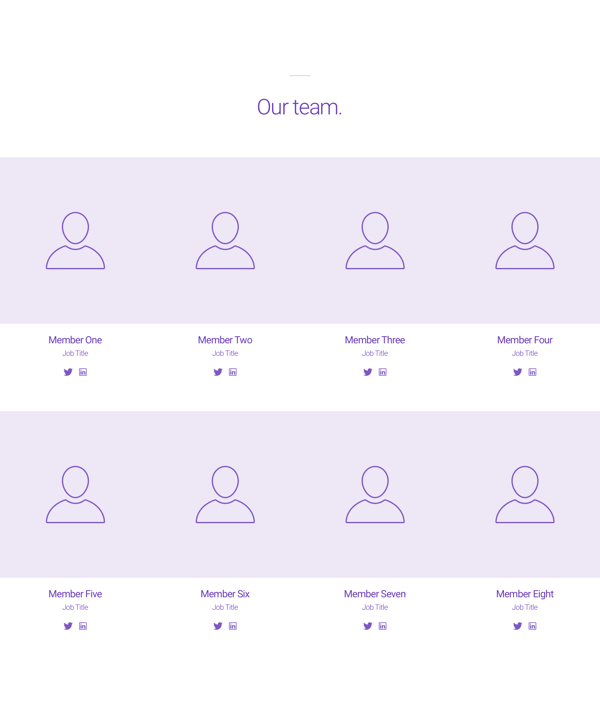 Our team.
Member One
Job Title
Member Two
Job Title
Member Three
Job Title
Member Four
Job Title
Member Five
Job Title
Member Six
Job Title
Member Seven
Job Title
Member Eight
Job Title